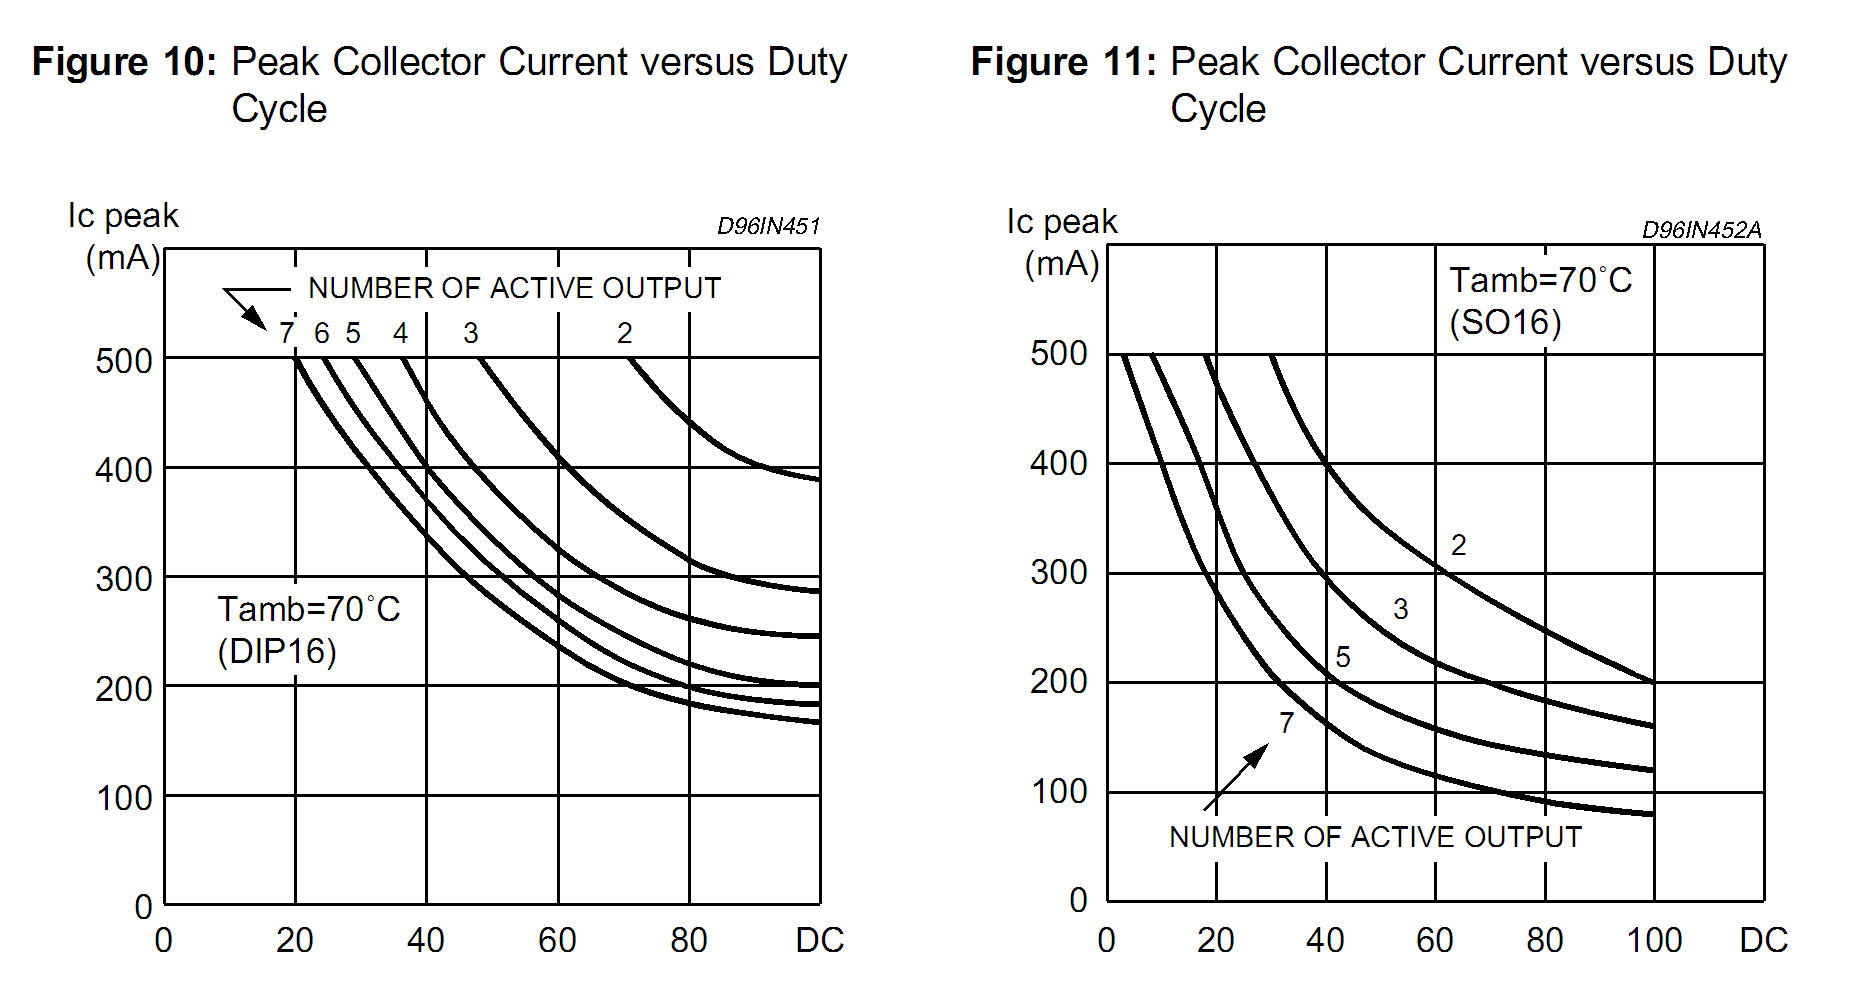 Figure 10: Peak Collector Current versus Duty
Cycle
Ic peak
(mA)
D96IN451
NUMBER OF ACTIVE OUTPUT
7 6 5 4 3 2
500
400
300
Tamb=70°C
(DIP16)
200
100
0
0 20 40 60 80 DC
Figure 11: Peak Collector Current versus Duty
Cycle
Ic peak
(mA)
D96IN452A
Tamb=70°C
(SO16)
500
400
2
300
3
5
200
7
100
NUMBER OF ACTIVE OUTPUT
0
0 20 40 60 80 100 DC